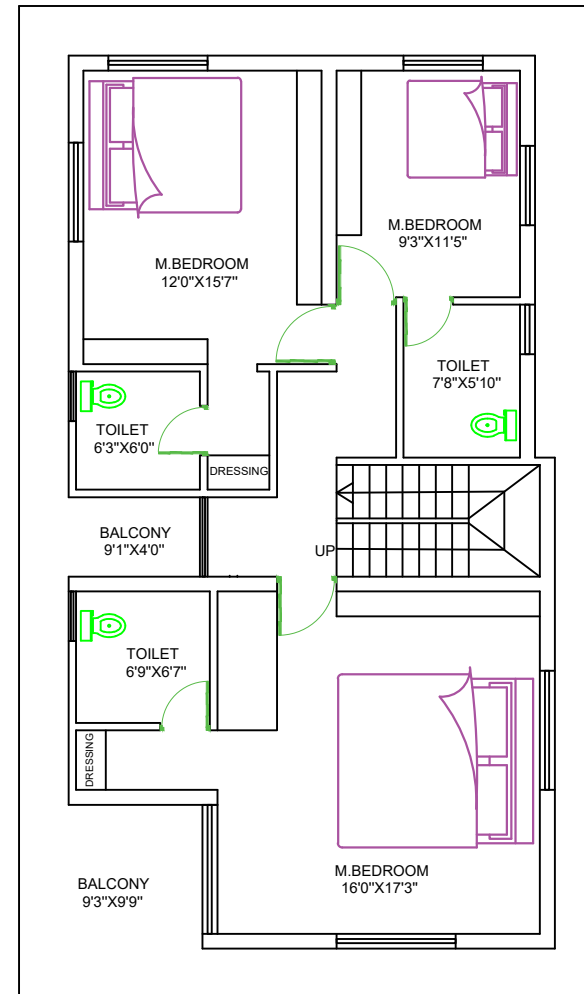 M.BEDROOM
9'3"X11'5"
M.BEDROOM
12'0"X15'7"
TOILET
7'8"X5'10"
TOILET
6'3"X6'0"
DRESSING
BALCONY
9'1"X4'0"
UP
TOILET
6'9"X6'7"
DRESSING
M.BEDROOM
16'0"X17'3"
BALCONY
9'3"X9'9"